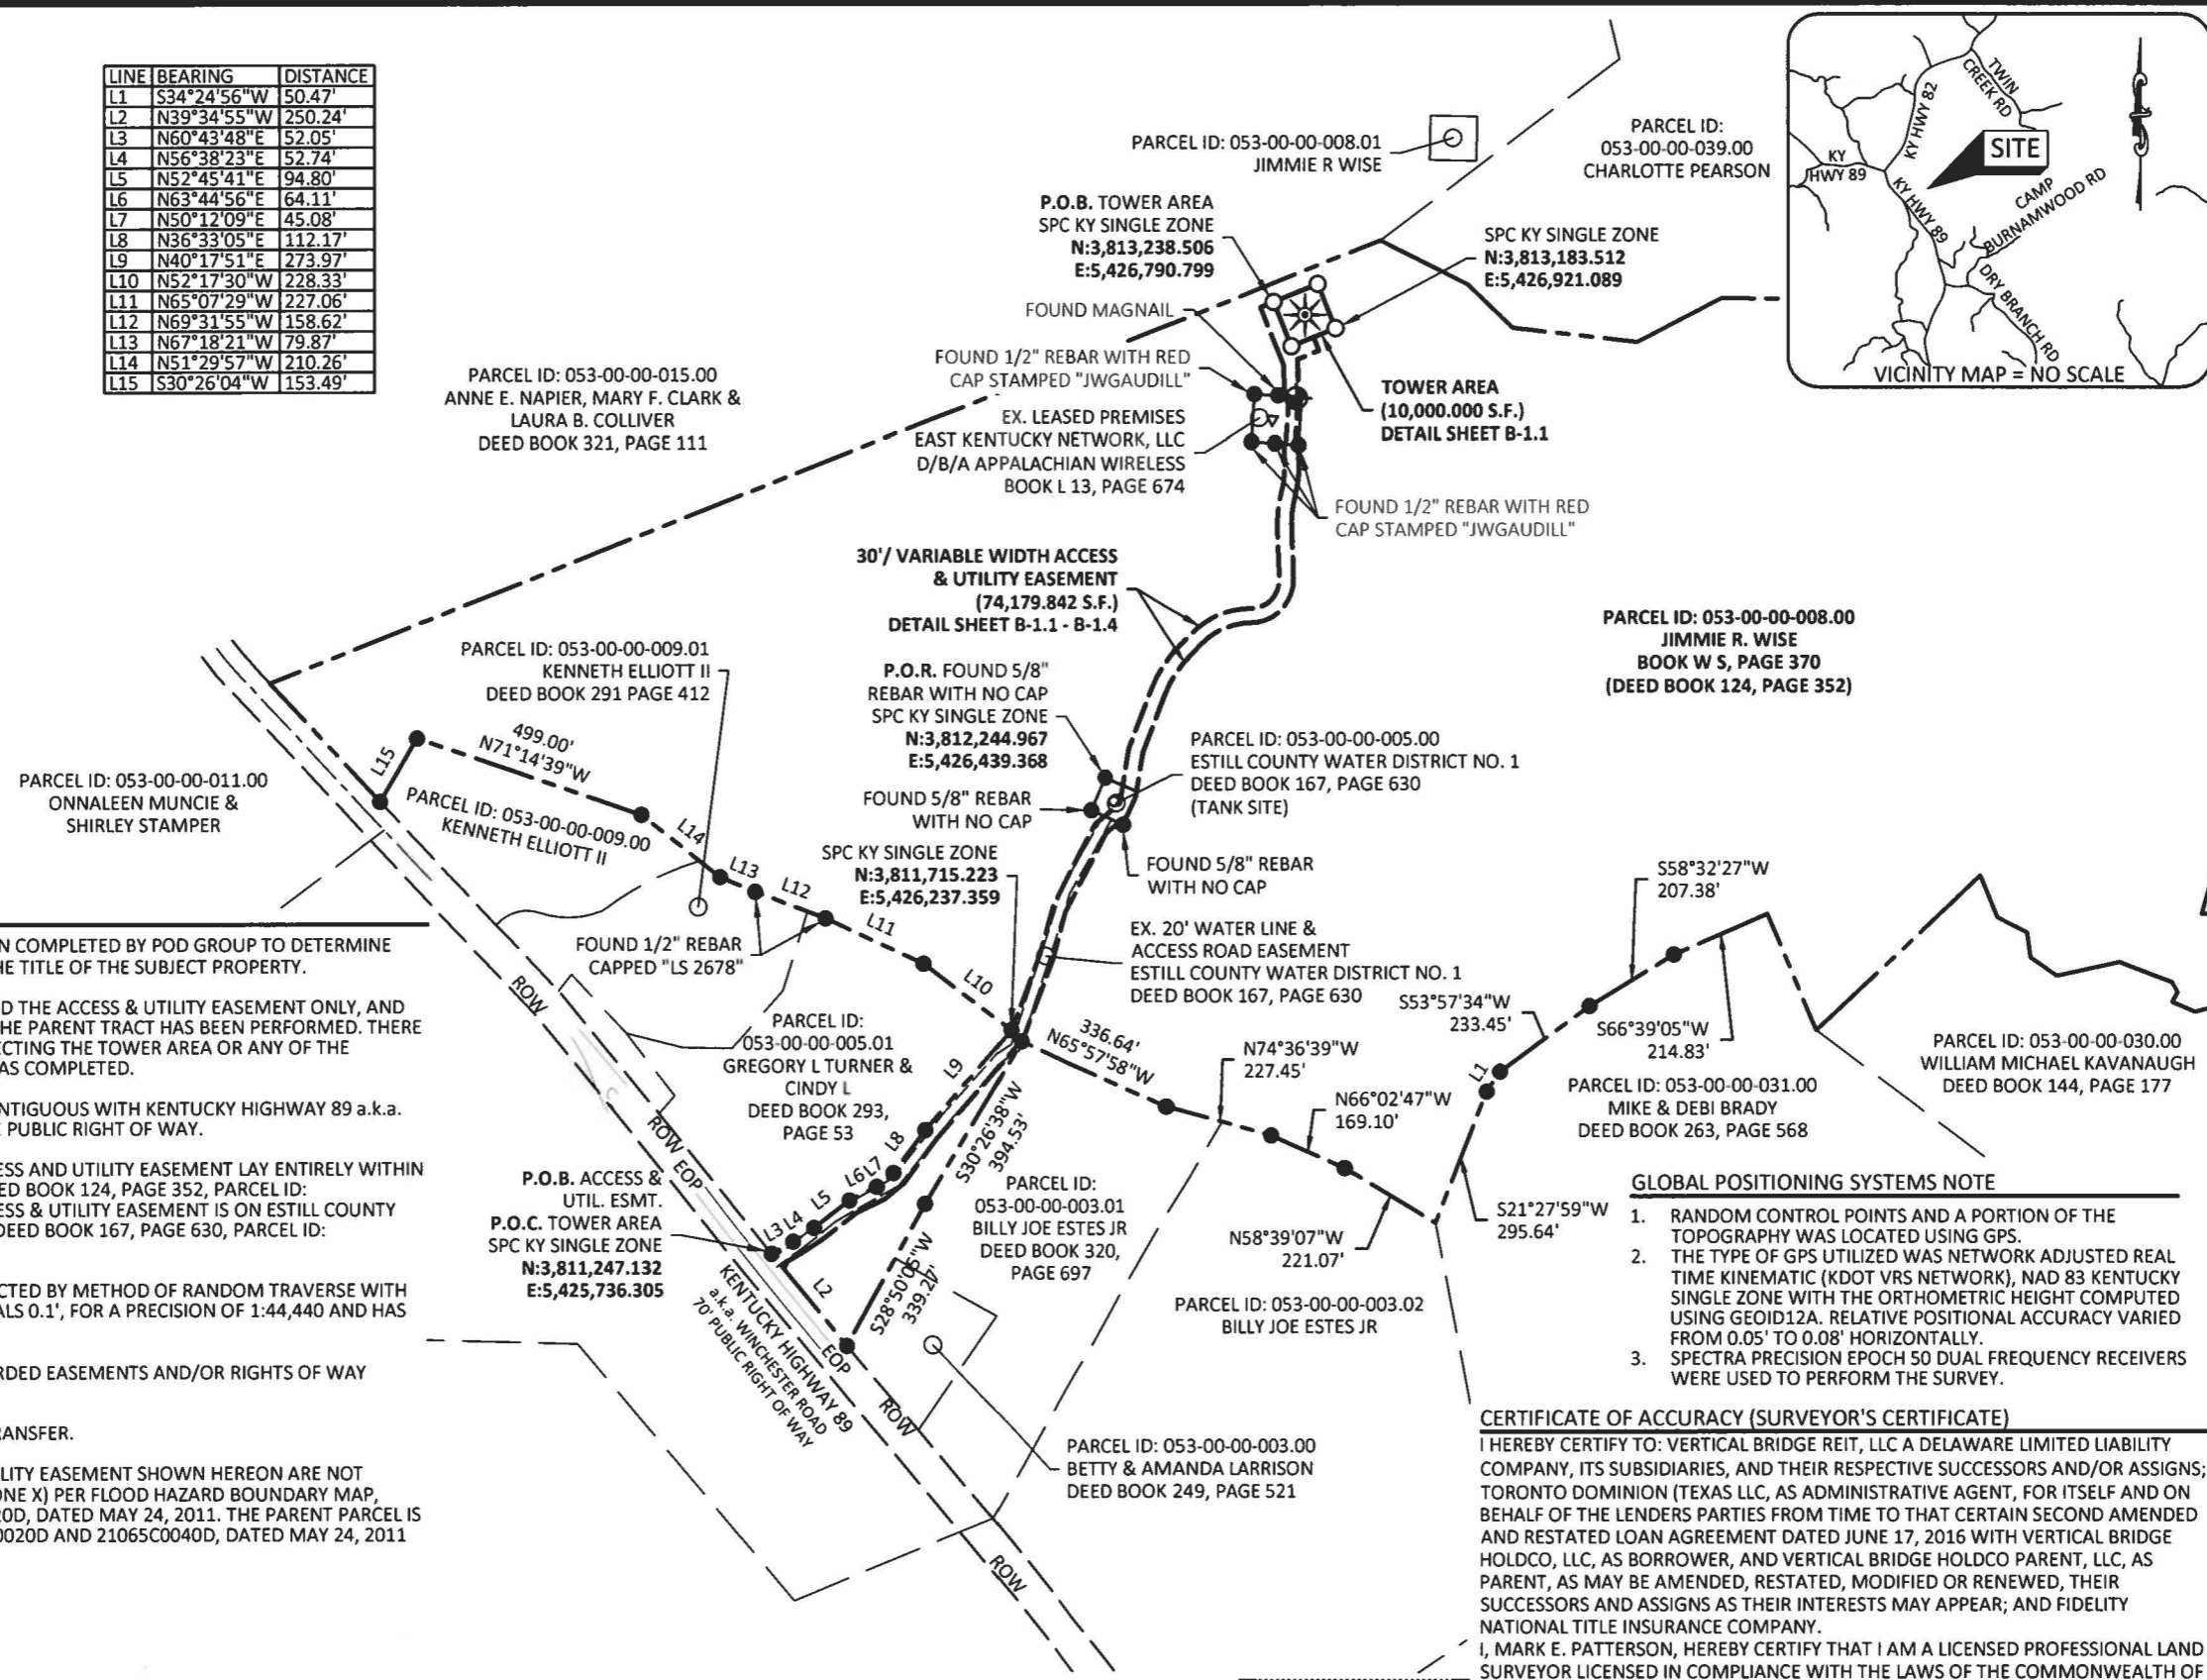 LINE BEARING DISTANCE
L1 S34°24'56"W 50.47'
L2 N39°34'55"W 250.24'
L3 N60°43'48"E 52.05'
L4 N56°38'23"E 52.74'
L5 N52°45'41"E 94.80'
L6 N63°44'56"E 64.11'
L7 N50°12'09"E 45.08'
L8 N36°33'05"E 112.17'
L9 N40°17'51"E 273.97'
L10 N52°17'30"W 228.33'
L11 N65°07'29"W 227.06'
L12 N69°31'55"W 158.62'
L13 N67°18'21"W 79.87'
L14 N51°29'57"W 210.26'
L15 S30°26'04"W 153.49'
PARCEL ID: 053-00-00-008.01
JIMMIE R WISE
PARCEL ID:
053-00-00-039.00
CHARLOTTE PEARSON
TWIN
CREEK RD
KY HWY 82
SITE
KY
HWY 89
KY HWY 89
CAMP
BURNAMWOOD RD
DRY BRANCH RD
VICINITY MAP = NO SCALE
P.O.B. TOWER AREA
SPC KY SINGLE ZONE
N:3,813,238.506
E:5,426,790.799
SPC KY SINGLE ZONE
N:3,813,183.512
E:5,426,921.089
FOUND MAGNAIL
FOUND 1/2" REBAR WITH RED
CAP STAMPED "JWGAUDILL"
PARCEL ID: 053-00-00-015.00
ANNE E. NAPIER, MARY F. CLARK &
LAURA B. COLLIVER
DEED BOOK 321, PAGE 111
TOWER AREA
(10,000.000 S.F.)
DETAIL SHEET B-1.1
EX. LEASED PREMISES
EAST KENTUCKY NETWORK, LLC
D/B/A APPALACHIAN WIRELESS
BOOK L 13, PAGE 674
FOUND 1/2" REBAR WITH RED
CAP STAMPED "JWGAUDILL"
30'/ VARIABLE WIDTH ACCESS
& UTILITY EASEMENT
(74,179.842 S.F.)
DETAIL SHEET B-1.1 - B-1.4
PARCEL ID: 053-00-00-008.00
JIMMIE R. WISE
BOOK W S, PAGE 370
(DEED BOOK 124, PAGE 352)
PARCEL ID: 053-00-00-009.01
KENNETH ELLIOTT II
DEED BOOK 291 PAGE 412
P.O.R. FOUND 5/8"
REBAR WITH NO CAP
SPC KY SINGLE ZONE
N:3,812,244.967
E:5,426,439.368
499.00'
N71°14'39"W
L15
PARCEL ID: 053-00-00-005.00
ESTILL COUNTY WATER DISTRICT NO. 1
DEED BOOK 167, PAGE 630
(TANK SITE)
PARCEL ID: 053-00-00-011.00
ONNALEEN MUNCIE &
SHIRLEY STAMPER
PARCEL ID: 053-00-00-009.00
KENNETH ELLIOTT II
FOUND 5/8" REBAR
WITH NO CAP
L14
L13
L12
L11
L10
SPC KY SINGLE ZONE
N:3,811,715.223
E:5,426,237.359
FOUND 5/8" REBAR
WITH NO CAP
S58°32'27"W
207.38'
FOUND 1/2" REBAR
CAPPED "LS 2678"
EX. 20' WATER LINE &
ACCESS ROAD EASEMENT
ESTILL COUNTY WATER DISTRICT NO. 1
DEED BOOK 167, PAGE 630
N COMPLETED BY POD GROUP TO DETERMINE
HE TITLE OF THE SUBJECT PROPERTY.
D THE ACCESS & UTILITY EASEMENT ONLY, AND
HE PARENT TRACT HAS BEEN PERFORMED. THERE
ECTING THE TOWER AREA OR ANY OF THE
AS COMPLETED.
NTIGUOUS WITH KENTUCKY HIGHWAY 89 a.k.a.
E PUBLIC RIGHT OF WAY.
ESS AND UTILITY EASEMENT LAY ENTIRELY WITHIN
ED BOOK 124, PAGE 352, PARCEL ID:
ESS & UTILITY EASEMENT IS ON ESTILL COUNTY
DEED BOOK 167, PAGE 630, PARCEL ID:
CTED BY METHOD OF RANDOM TRAVERSE WITH
ALS 0.1', FOR A PRECISION OF 1:44,440 AND HAS
RDED EASEMENTS AND/OR RIGHTS OF WAY
RANSFER.
LITY EASEMENT SHOWN HEREON ARE NOT
ONE X) PER FLOOD HAZARD BOUNDARY MAP,
20D, DATED MAY 24, 2011. THE PARENT PARCEL IS
0020D AND 21065C0040D, DATED MAY 24, 2011
ROW
ROW
EOP
PARCEL ID:
053-00-00-005.01
GREGORY L TURNER &
CINDY L
DEED BOOK 293,
PAGE 53
336.64'
N65°57'58"W
N74°36'39"W
227.45'
N66°02'47"W
169.10'
N58°39'07"W
221.07'
S53°57'34"W
233.45'
S66°39'05"W
214.83'
L1
S21°27'59"W
295.64'
PARCEL ID: 053-00-00-030.00
WILLIAM MICHAEL KAVANAUGH
DEED BOOK 144, PAGE 177
PARCEL ID: 053-00-00-031.00
MIKE & DEBI BRADY
DEED BOOK 263, PAGE 568
L9
L8
L7
L6
L5
L4
L3
L2
S30°26'38"W
394.53'
S28°50'05"W
339.27'
P.O.B. ACCESS &
UTIL. ESMT.
P.O.C. TOWER AREA
SPC KY SINGLE ZONE
N:3,811,247.132
E:5,425,736.305
PARCEL ID:
053-00-00-003.01
BILLY JOE ESTES JR
DEED BOOK 320,
PAGE 697
PARCEL ID: 053-00-00-003.02
BILLY JOE ESTES JR
KENTUCKY HIGHWAY 89
a.k.a. WINCHESTER ROAD
70' PUBLIC RIGHT OF WAY
EOP
ROW
ROW
PARCEL ID: 053-00-00-003.00
BETTY & AMANDA LARRISON
DEED BOOK 249, PAGE 521
GLOBAL POSITIONING SYSTEMS NOTE
1. RANDOM CONTROL POINTS AND A PORTION OF THE
TOPOGRAPHY WAS LOCATED USING GPS.
2. THE TYPE OF GPS UTILIZED WAS NETWORK ADJUSTED REAL
TIME KINEMATIC (KDOT VRS NETWORK), NAD 83 KENTUCKY
SINGLE ZONE WITH THE ORTHOMETRIC HEIGHT COMPUTED
USING GEOID12A. RELATIVE POSITIONAL ACCURACY VARIED
FROM 0.05' TO 0.08' HORIZONTALLY.
3. SPECTRA PRECISION EPOCH 50 DUAL FREQUENCY RECEIVERS
WERE USED TO PERFORM THE SURVEY.
CERTIFICATE OF ACCURACY (SURVEYOR'S CERTIFICATE)
I HEREBY CERTIFY TO: VERTICAL BRIDGE REIT, LLC A DELAWARE LIMITED LIABILITY
COMPANY, ITS SUBSIDIARIES, AND THEIR RESPECTIVE SUCCESSORS AND/OR ASSIGNS;
TORONTO DOMINION (TEXAS LLC, AS ADMINISTRATIVE AGENT, FOR ITSELF AND ON
BEHALF OF THE LENDERS PARTIES FROM TIME TO THAT CERTAIN SECOND AMENDED
AND RESTATED LOAN AGREEMENT DATED JUNE 17, 2016 WITH VERTICAL BRIDGE
HOLDCO, LLC, AS BORROWER, AND VERTICAL BRIDGE HOLDCO PARENT, LLC, AS
PARENT, AS MAY BE AMENDED, RESTATED, MODIFIED OR RENEWED, THEIR
SUCCESSORS AND ASSIGNS AS THEIR INTERESTS MAY APPEAR; AND FIDELITY
NATIONAL TITLE INSURANCE COMPANY.
I, MARK E. PATTERSON, HEREBY CERTIFY THAT I AM A LICENSED PROFESSIONAL LAND
SURVEYOR LICENSED IN COMPLIANCE WITH THE LAWS OF THE COMMONWEALTH OF